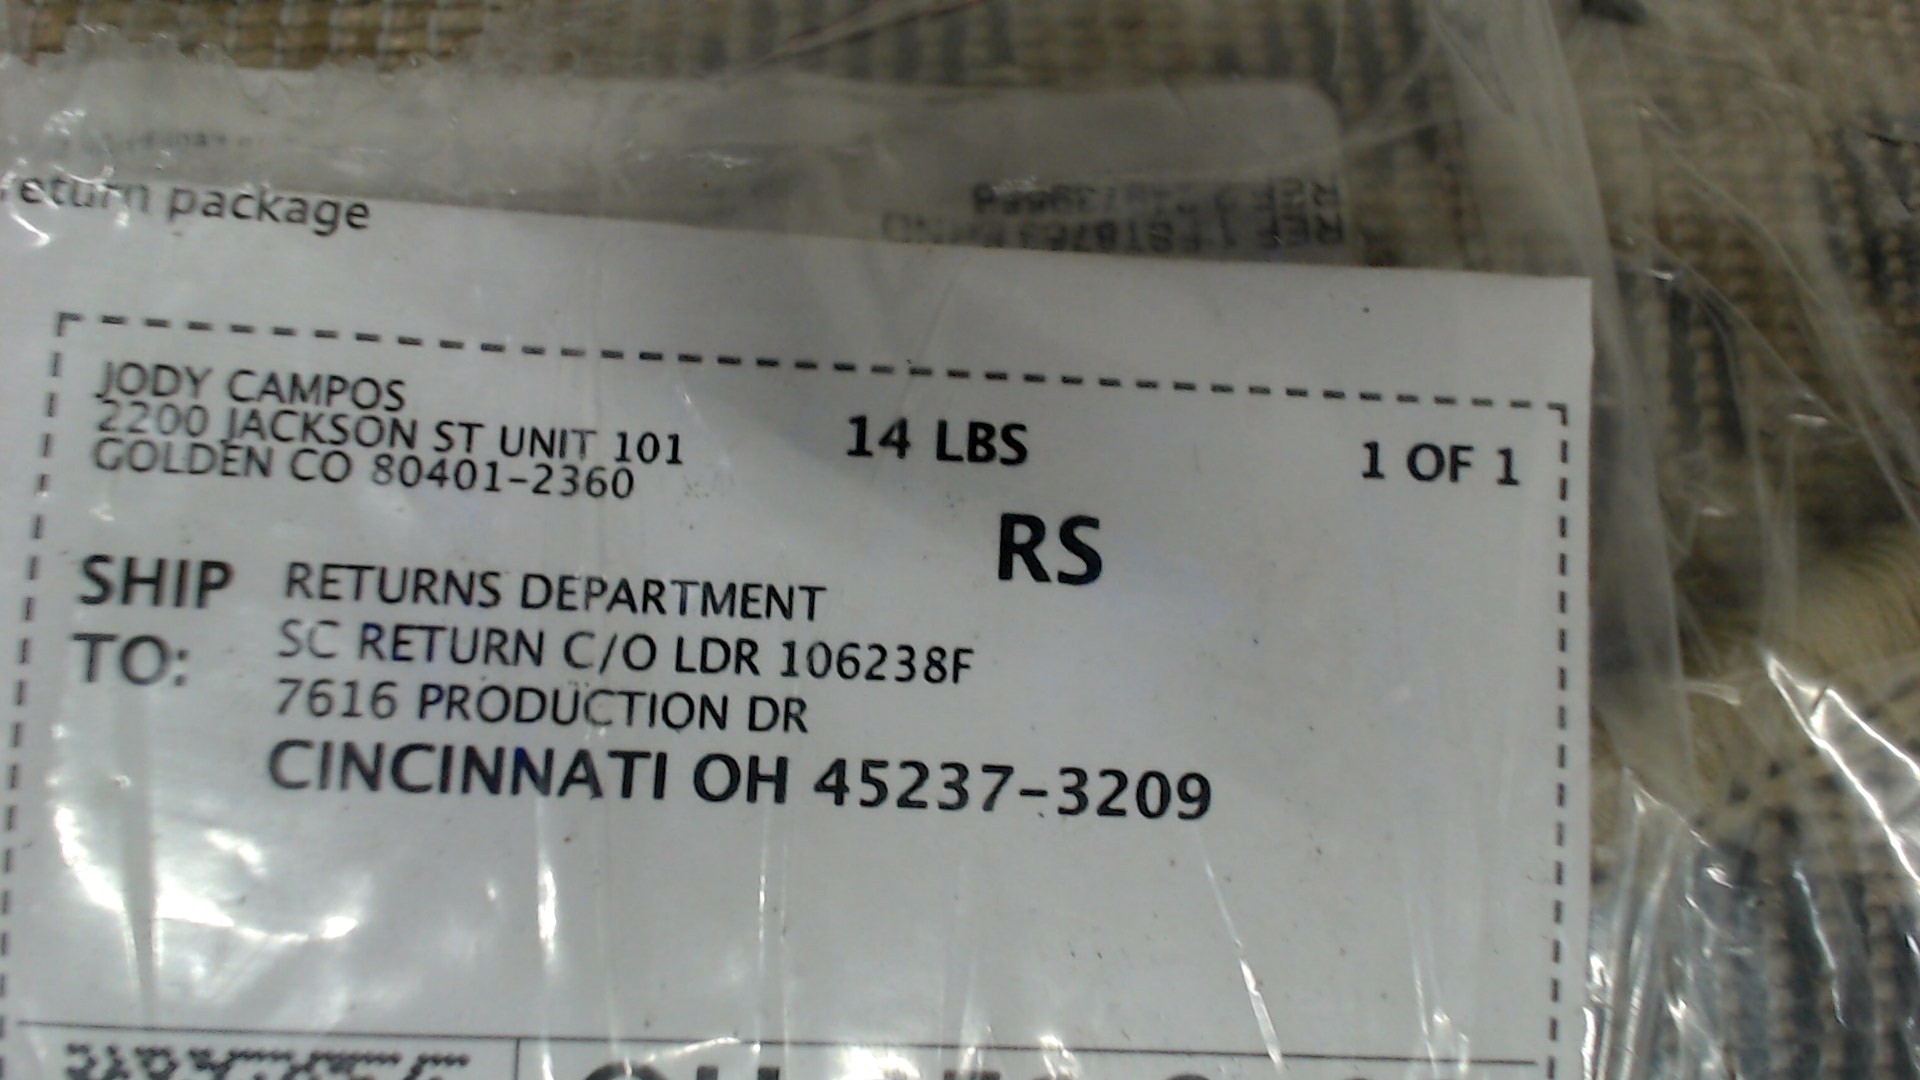 return package
JODY CAMPOS
2200 JACKSON ST UNIT 101
GOLDEN CO 80401-2360
14 LBS
1 OF 1
RS
SHIP TO:
RETURNS DEPARTMENT
SC RETURN C/O LDR 106238F
7616 PRODUCTION DR
CINCINNATI OH 45237-3209